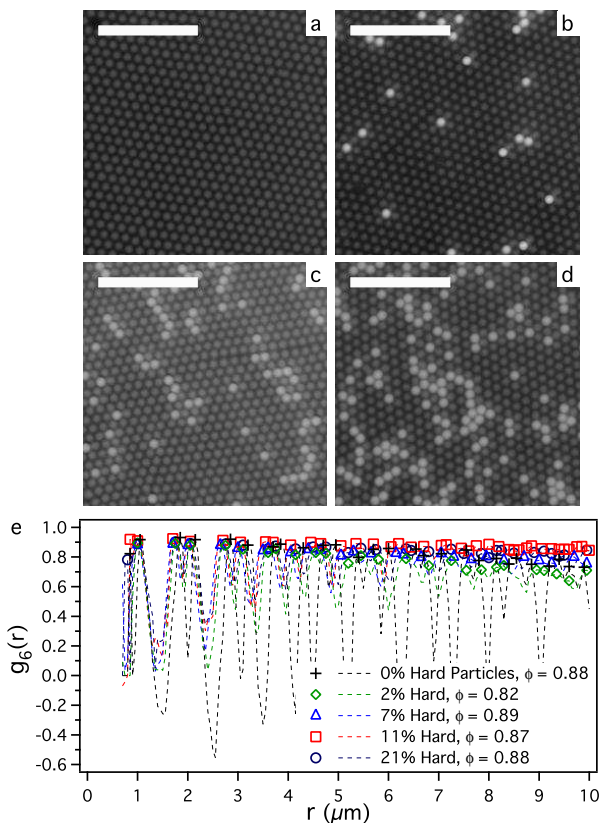 a
b
c
d
e
1.0
0.8
0.6
0.4
0.2
0.0
-0.2
-0.4
-0.6
g₆(r)
0% Hard Particles, ϕ = 0.88
2% Hard, ϕ = 0.82
7% Hard, ϕ = 0.89
11% Hard, ϕ = 0.87
21% Hard, ϕ = 0.88
0 1 2 3 4 5 6 7 8 9 10
r (μm)